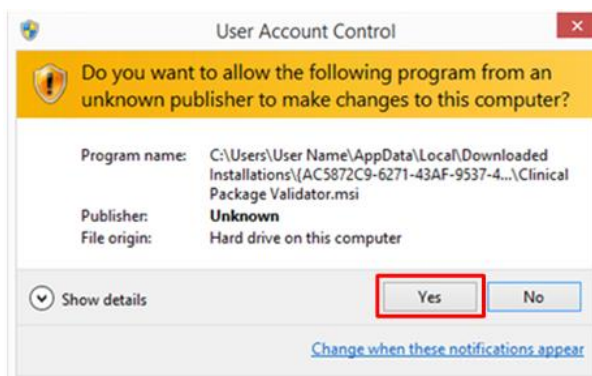 User Account Control
Do you want to allow the following program from an
unknown publisher to make changes to this computer?
Program name: C:\Users\User Name\AppData\Local\Downloaded
Installations\{AC5872C9-6271-43AF-9537-4...\Clinical
Package Validator.msi
Publisher: Unknown
File origin: Hard drive on this computer
Show details Yes No
Change when these notifications appear